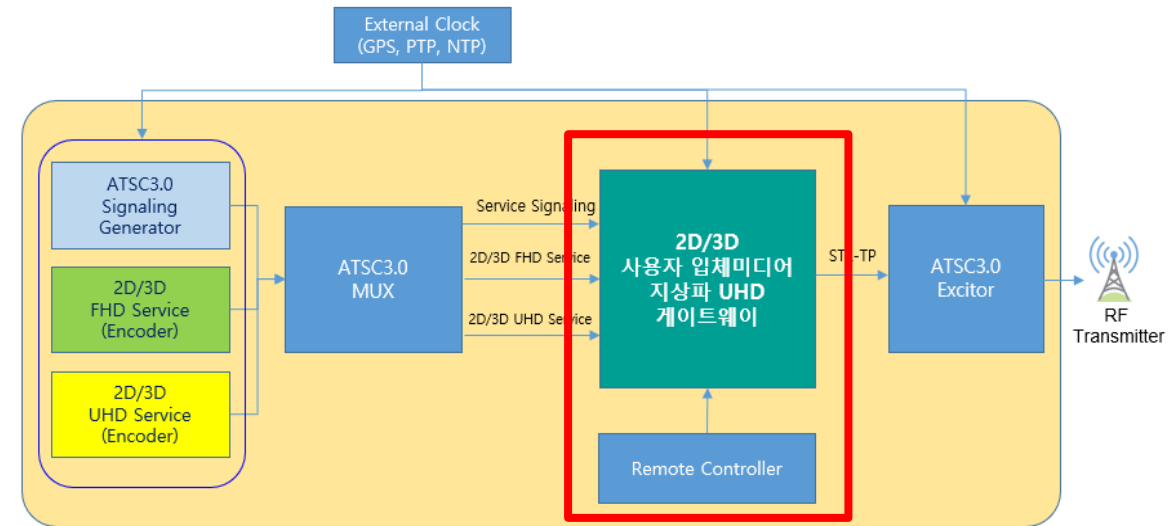 External Clock
(GPS, PTP, NTP)
ATSC3.0
Signaling
Generator
2D/3D
FHD Service
(Encoder)
2D/3D
UHD Service
(Encoder)
ATSC3.0
MUX
Service Signaling
2D/3D FHD Service
2D/3D UHD Service
2D/3D
사용자 입체미디어
지상파 UHD
게이트웨이
Remote Controller
STL-TP
ATSC3.0
Excitor
RF
Transmitter